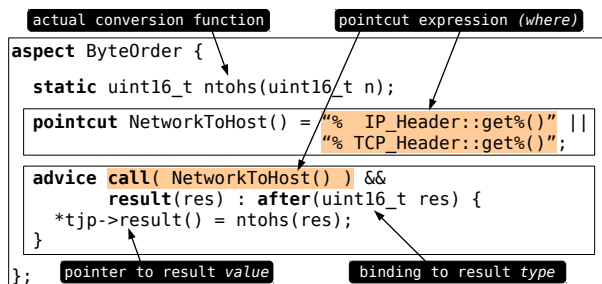 actual conversion function
pointcut expression (where)
aspect ByteOrder {
static uint16_t ntohs(uint16_t n);
pointcut NetworkToHost() = “%  IP_Header::get%()” ||
“% TCP_Header::get%()”;
advice call( NetworkToHost() ) &&
result(res) : after(uint16_t res) {
*tjp->result() = ntohs(res);
}
pointer to result value
binding to result type
};